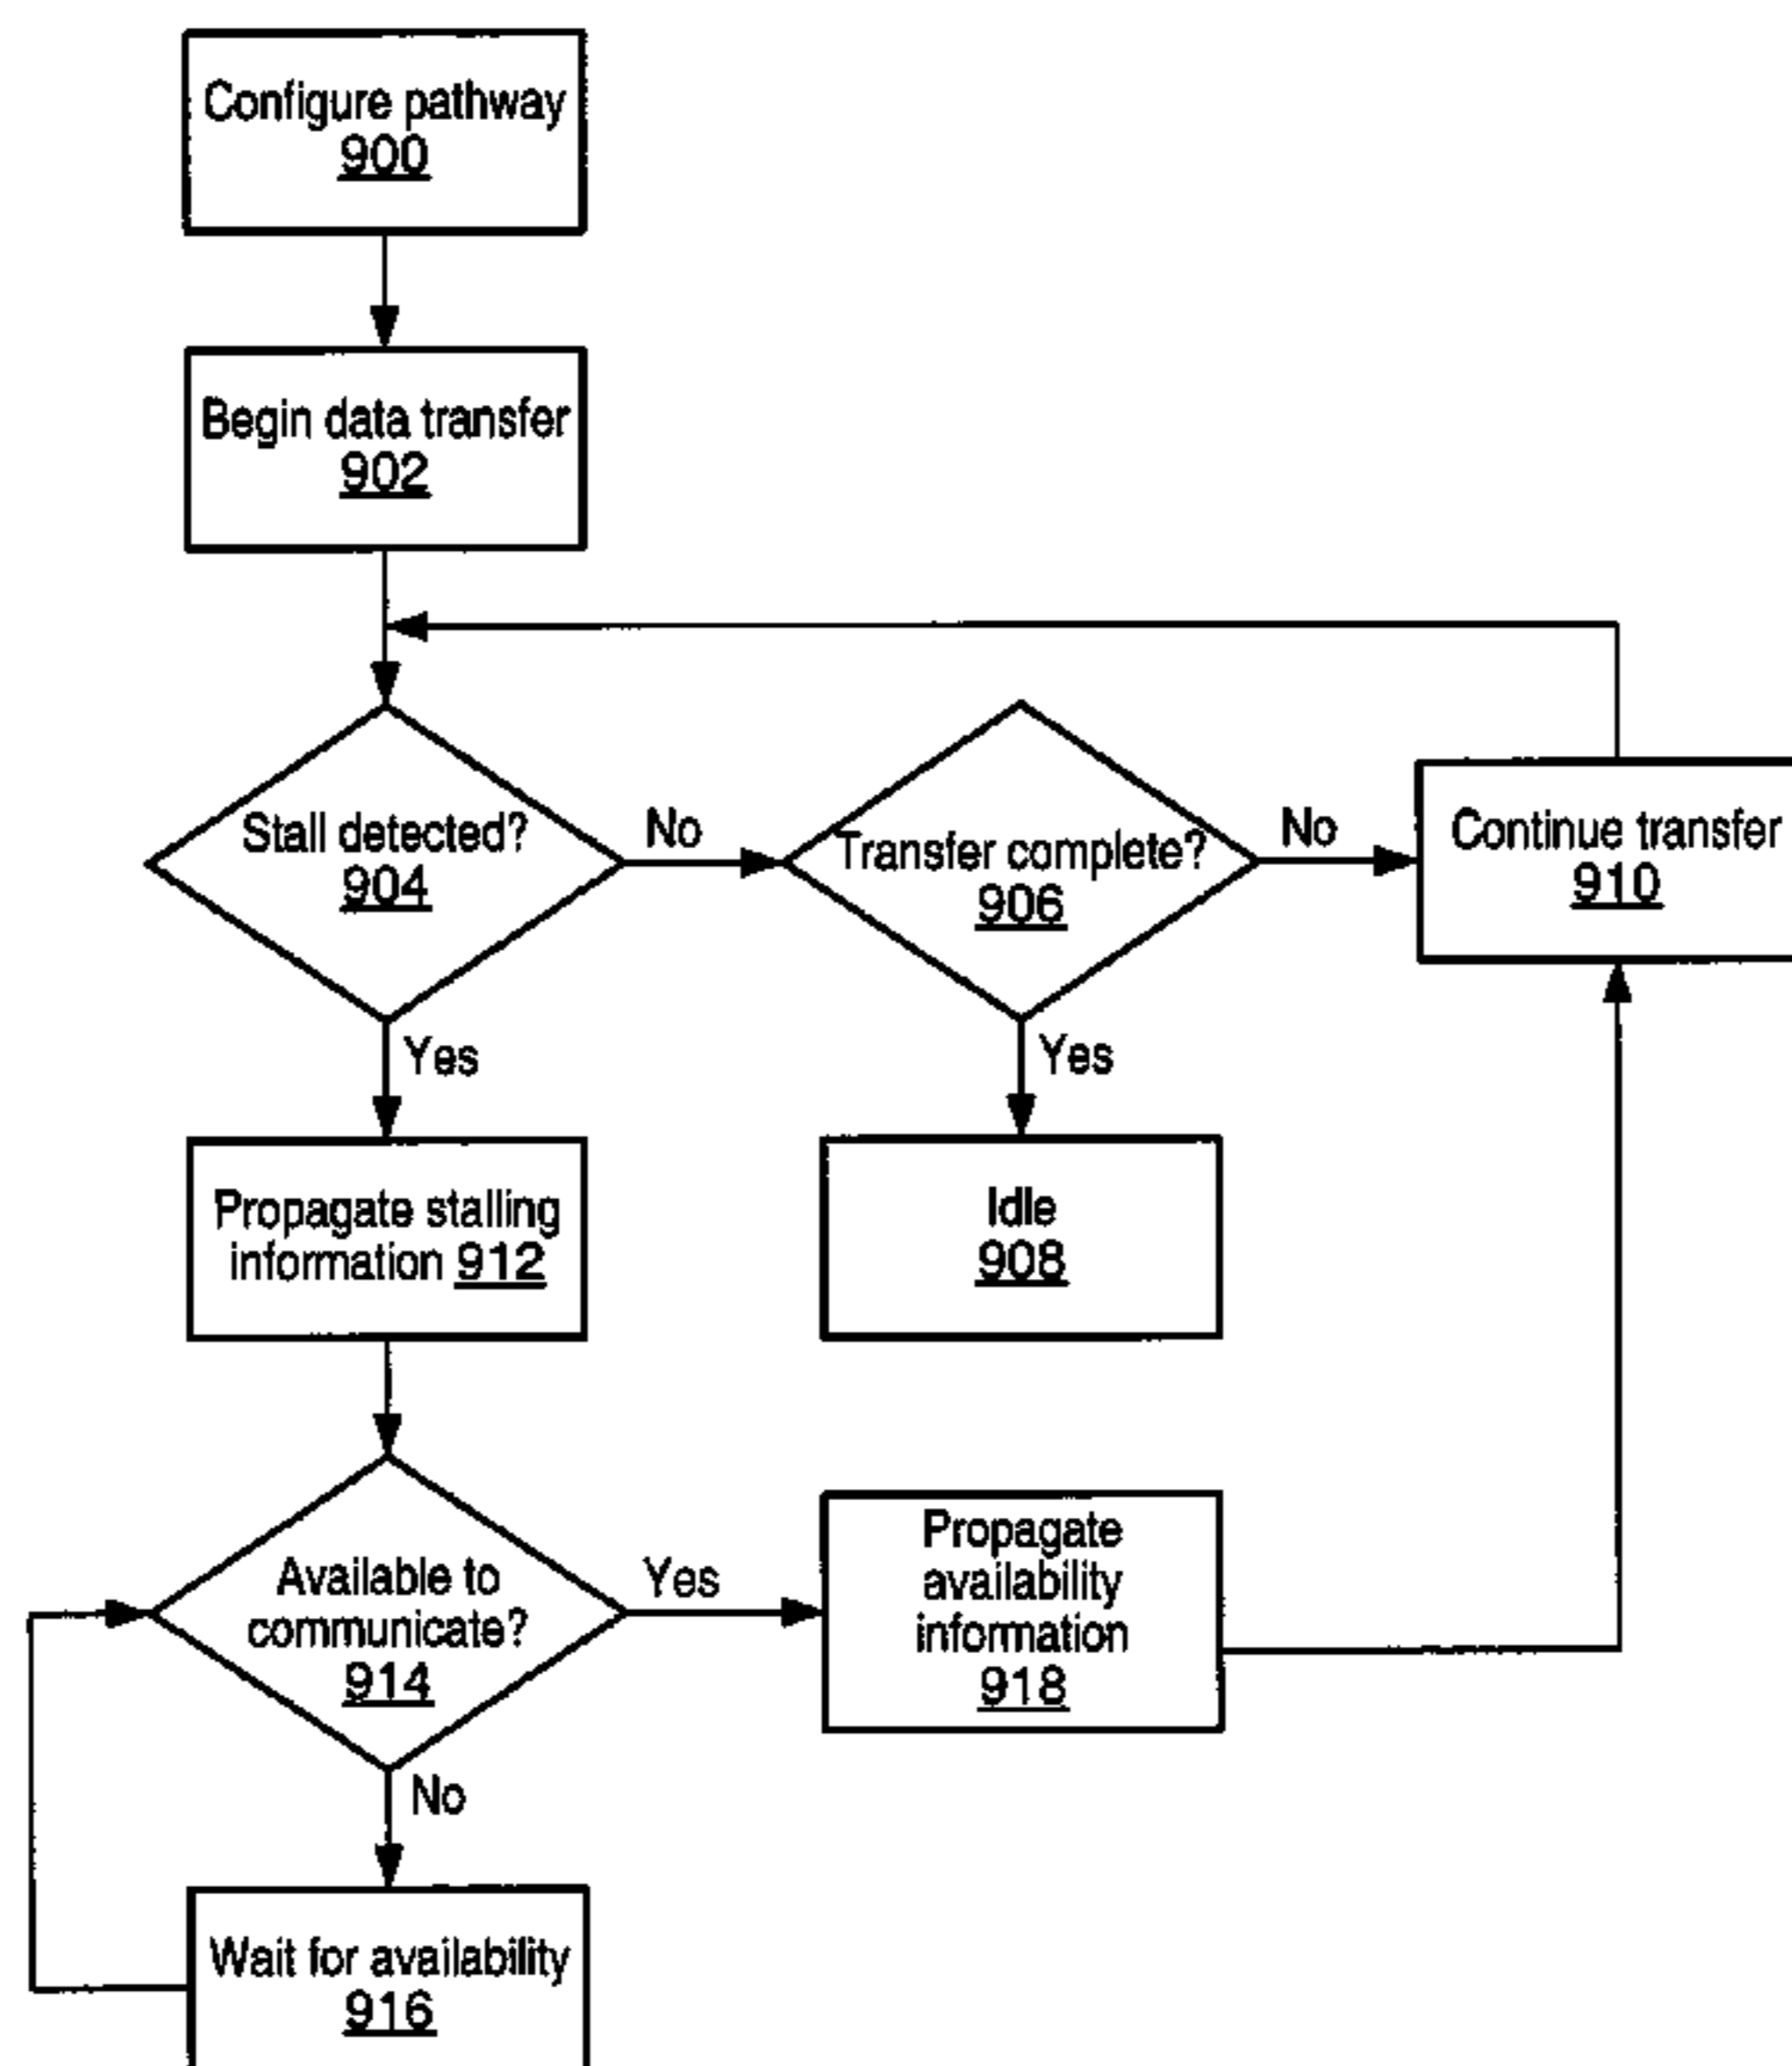 Configure pathway
900
Begin data transfer
902
Stall detected?
904
No
Transfer complete?
906
No
Continue transfer
910
Yes
Yes
Propagate stalling
information 912
Idle
908
Available to
communicate?
914
Yes
Propagate
availability
information
918
No
Wait for availability
916